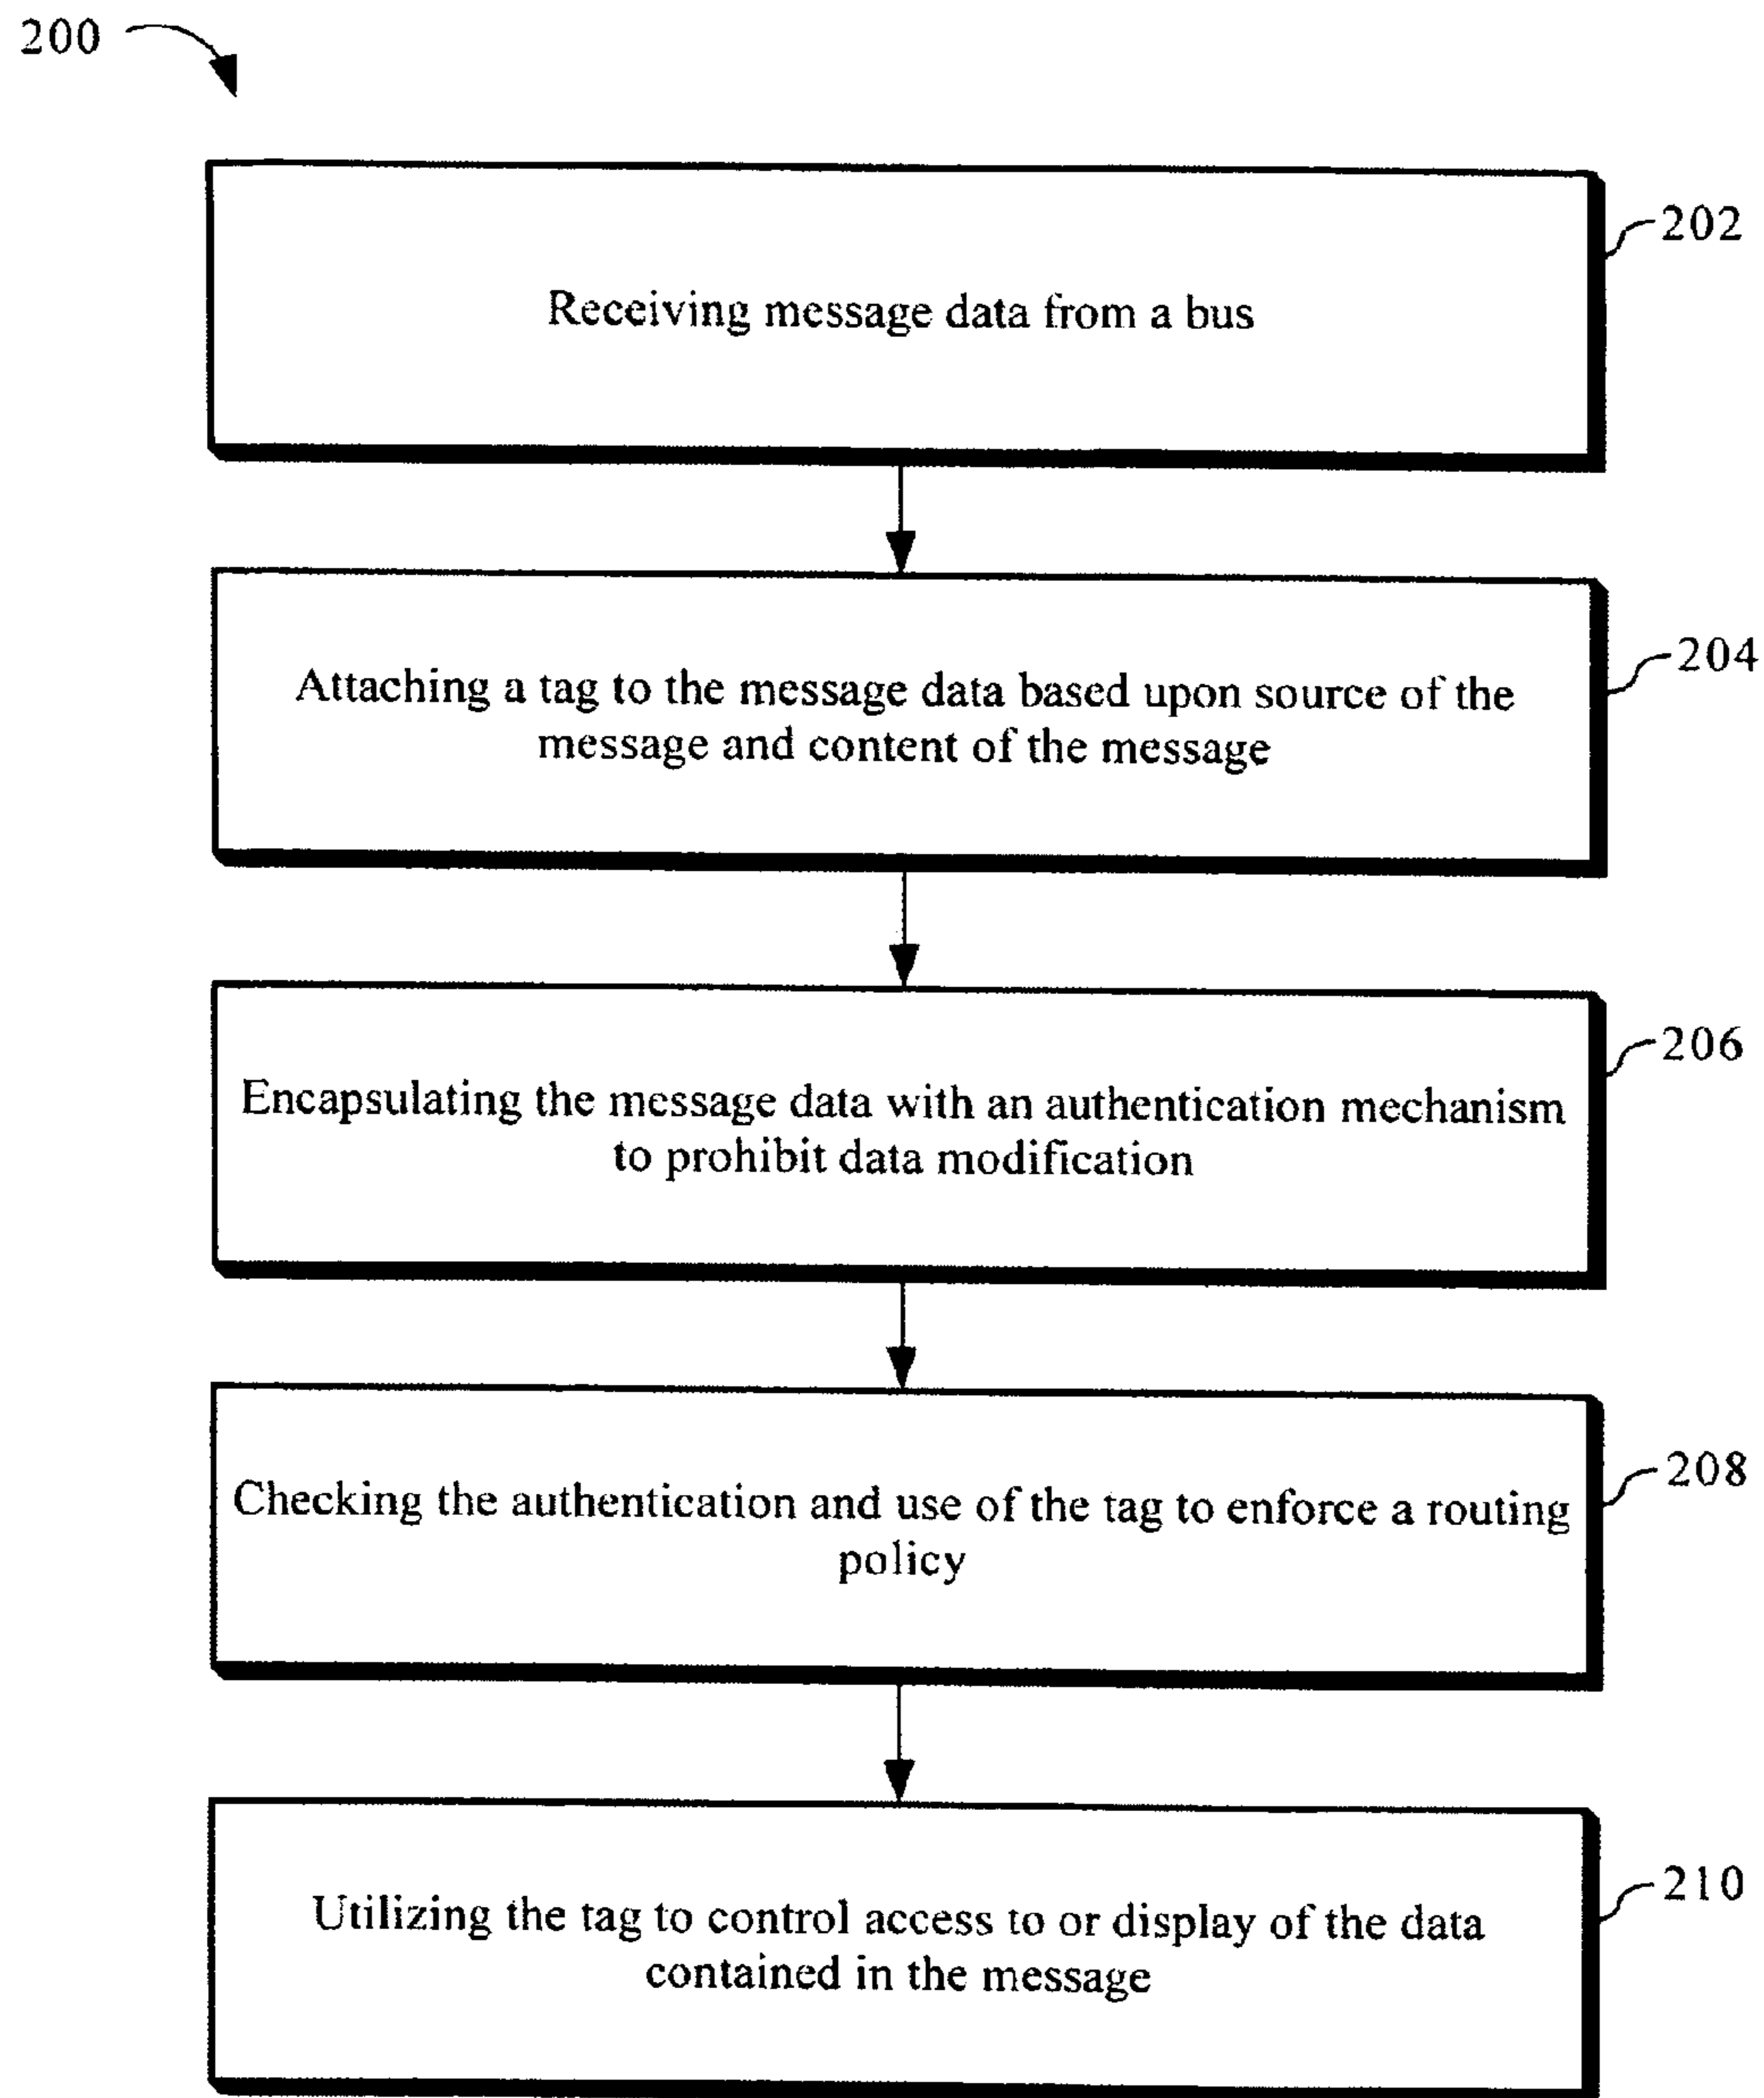 200
202
Receiving message data from a bus
204
Attaching a tag to the message data based upon source of the
message and content of the message
206
Encapsulating the message data with an authentication mechanism
to prohibit data modification
208
Checking the authentication and use of the tag to enforce a routing
policy
210
Utilizing the tag to control access to or display of the data
contained in the message